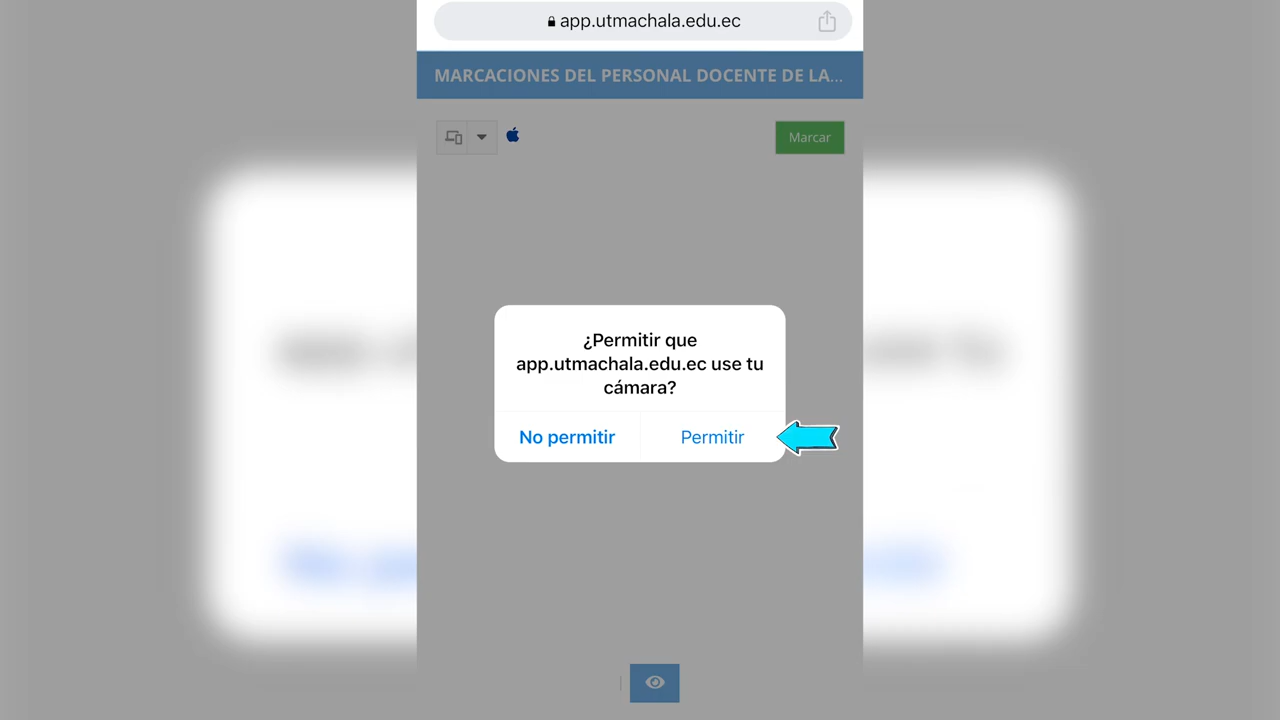 app.utmachala.edu.ec
MARCACIONES DEL PERSONAL DOCENTE DE LA...
Marcar
¿Permitir que
app.utmachala.edu.ec use tu
cámara?
No permitir
Permitir